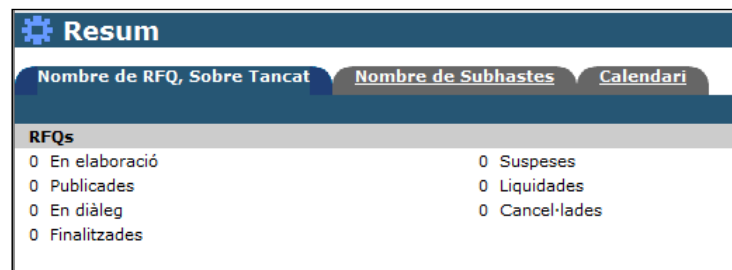 Resum
Nombre de RFQ, Sobre Tancat Nombre de Subhastes Calendari
RFQs
0 En elaboració 0 Suspeses
0 Publicades 0 Liquidades
0 En diàleg 0 Cancel·lades
0 Finalitzades